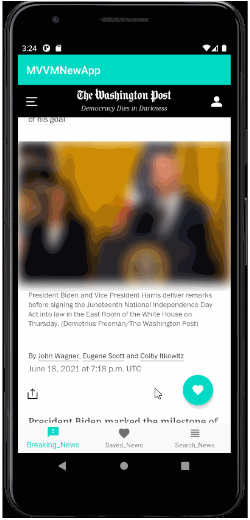 3:24
MVVMNewApp
The Washington Post
Democracy Dies in Darkness
of his goal
President Biden and Vice President Harris deliver remarks
before signing the Juneteenth National Independence Day
Act into law in the East Room of the White House on
Thursday. (Demetrius Freeman/The Washington Post)
By John Wagner, Eugene Scott and Colby Itkowitz
June 18, 2021 at 7:18 p.m. UTC
President Biden marked the milestone of
Breaking_News
Saved_News
Search_News